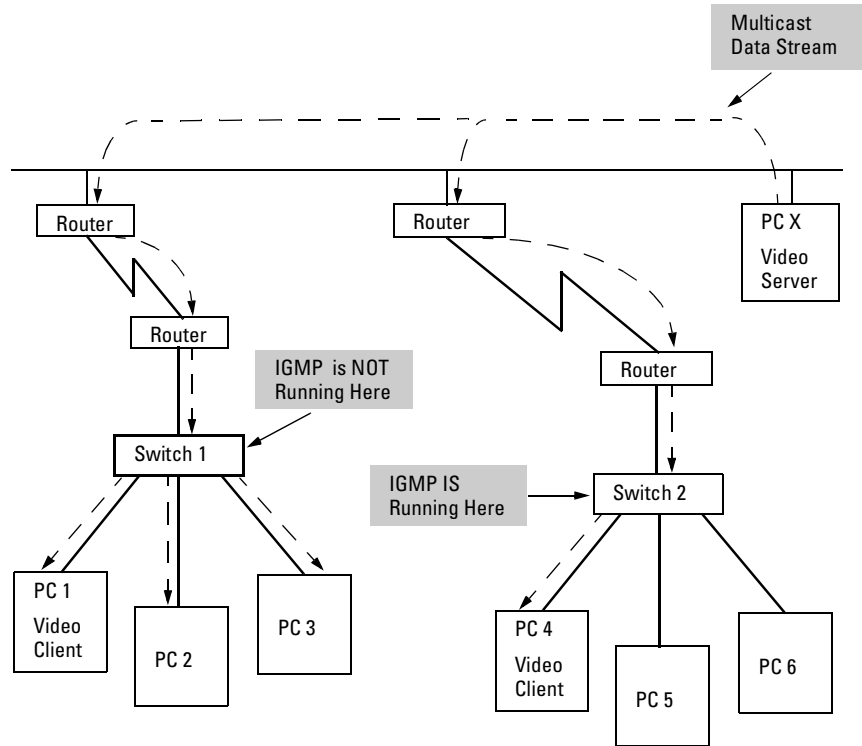 Multicast
Data Stream
Router
Router
PC X
Video
Server
Router
IGMP is NOT
Running Here
Router
Switch 1
IGMP IS
Running Here
Switch 2
PC 1
Video
Client
PC 2
PC 3
PC 4
Video
Client
PC 5
PC 6